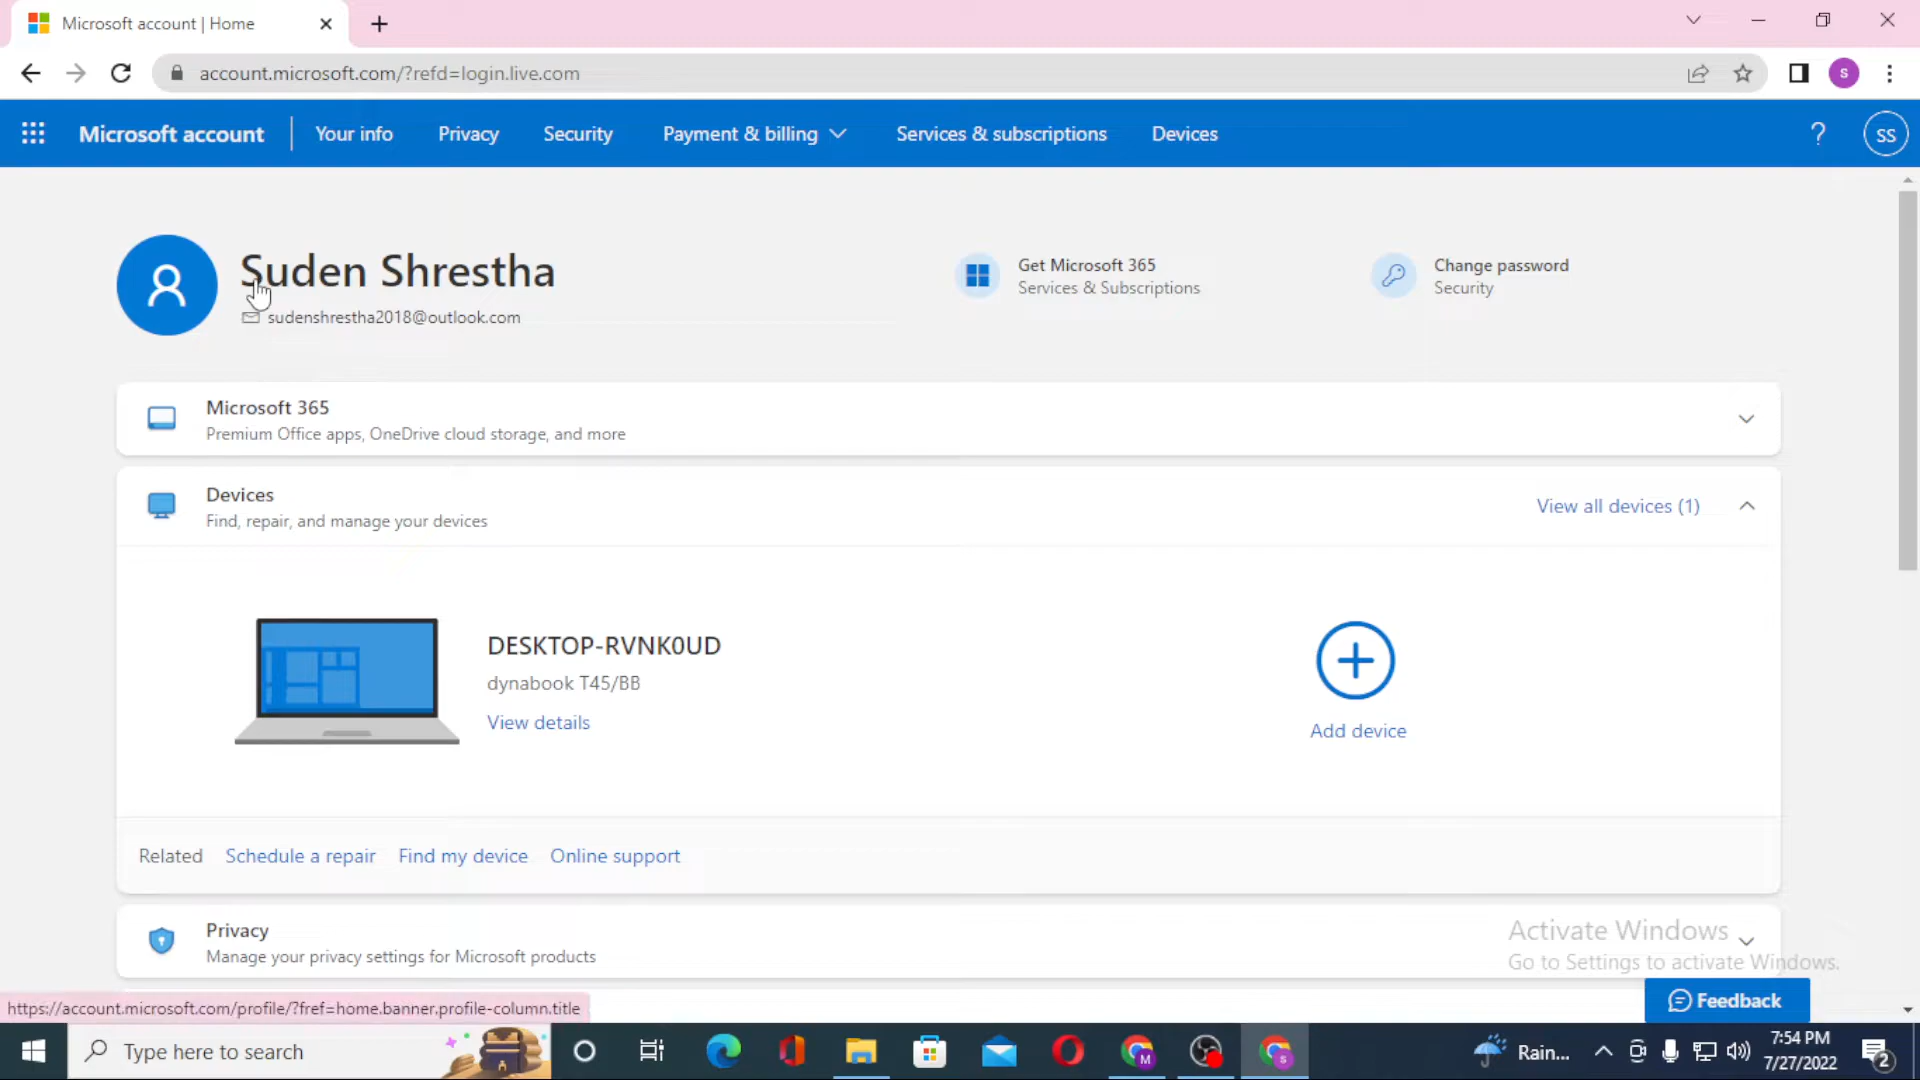 Microsoft account | Home
account.microsoft.com/?refd=login.live.com
S
Microsoft account
Your info
Privacy
Security
Payment & billing
Services & subscriptions
Devices
?
SS
Suden Shrestha
sudenshrestha2018@outlook.com
Get Microsoft 365
Services & Subscriptions
Change password
Security
Microsoft 365
Premium Office apps, OneDrive cloud storage, and more
Devices
Find, repair, and manage your devices
View all devices (1)
DESKTOP-RVNK0UD
dynabook T45/BB
View details
Add device
Related
Schedule a repair
Find my device
Online support
Privacy
Manage your privacy settings for Microsoft products
Activate Windows
Go to Settings to activate Windows.
Feedback
https://account.microsoft.com/profile/?fref=home.banner.profile-column.title
Type here to search
M
S
Rain...
7:54 PM
7/27/2022
2